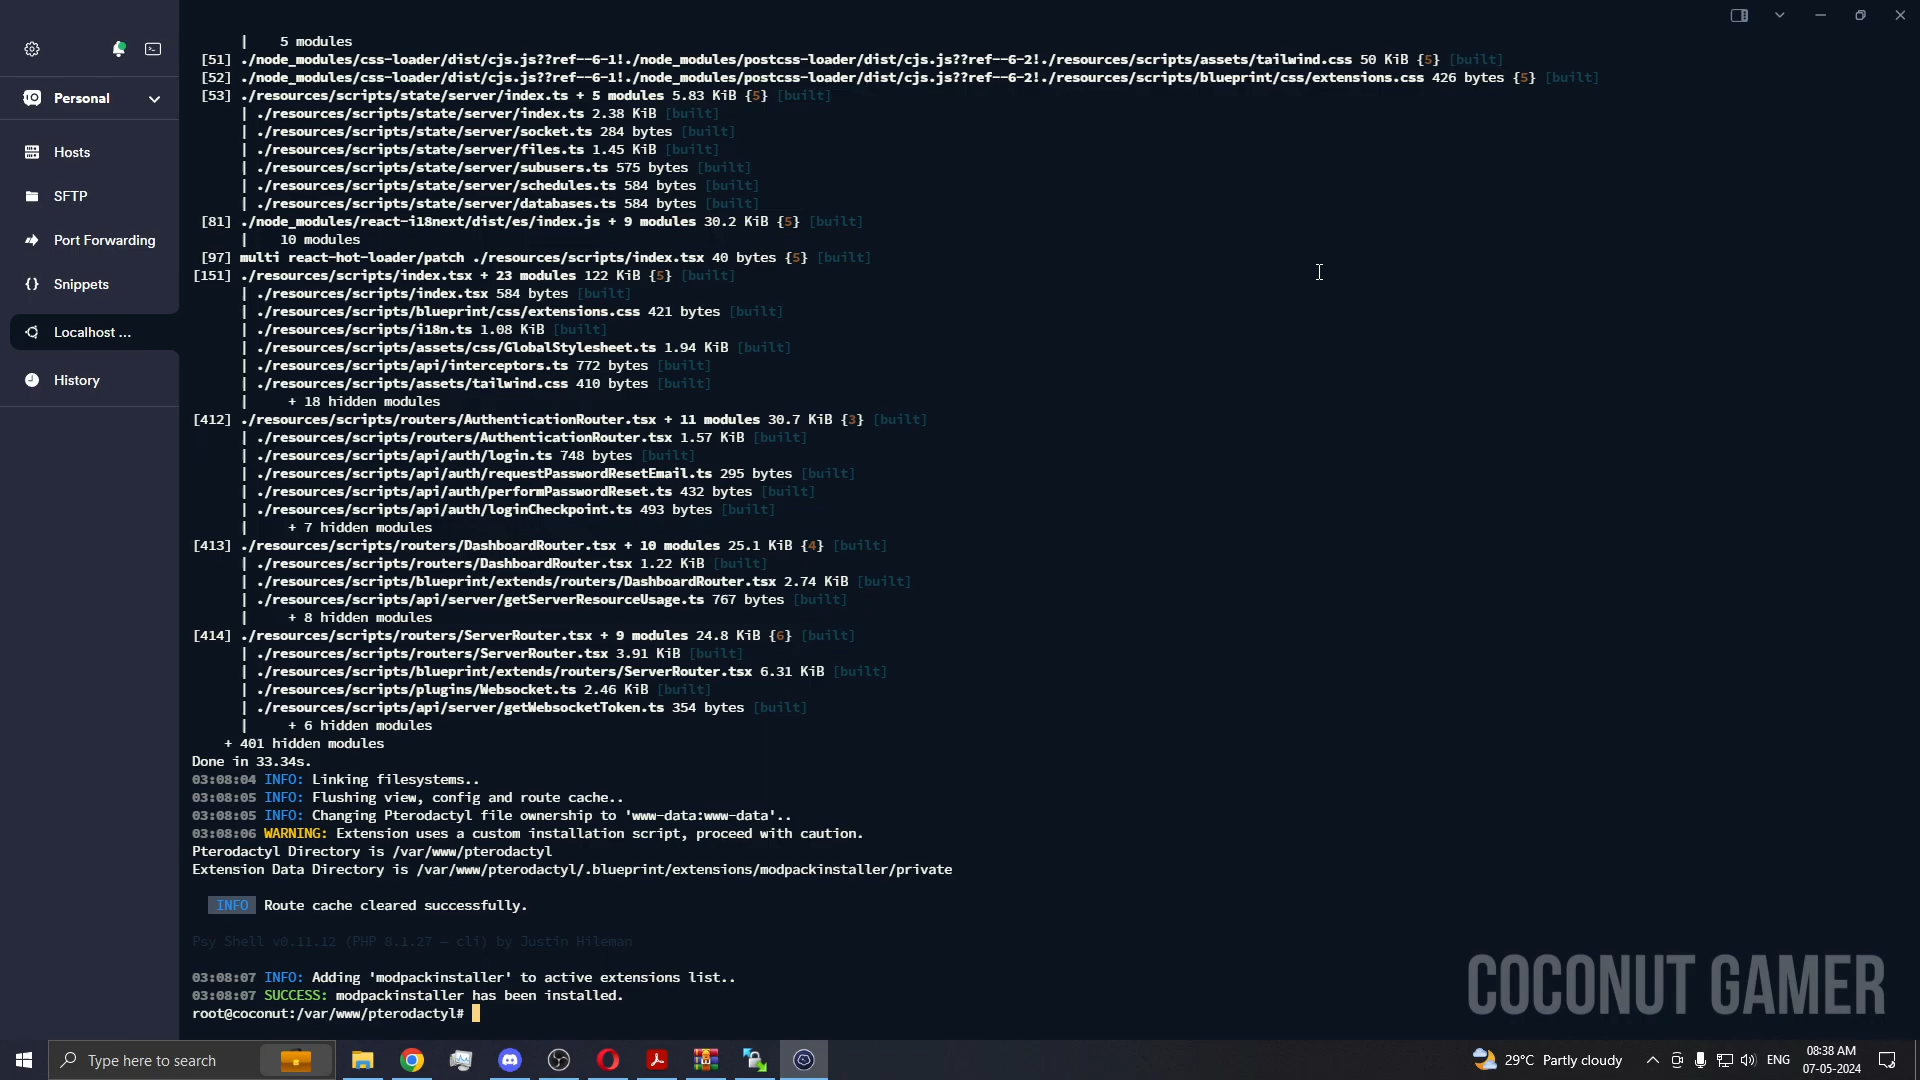 Personal
Hosts
SFTP
Port Forwarding
{} Snippets
Localhost ...
History
| 5 modules
[51] ./node_modules/css-loader/dist/cjs.js??ref--6-1!./node_modules/postcss-loader/dist/cjs.js??ref--6-2!./resources/scripts/assets/tailwind.css 50 KiB {5} [built]
[52] ./node_modules/css-loader/dist/cjs.js??ref--6-1!./node_modules/postcss-loader/dist/cjs.js??ref--6-2!./resources/scripts/blueprint/css/extensions.css 426 bytes {5} [built]
[53] ./resources/scripts/state/server/index.ts + 5 modules 5.83 KiB {5} [built]
| ./resources/scripts/state/server/index.ts 2.38 KiB [built]
| ./resources/scripts/state/server/socket.ts 284 bytes [built]
| ./resources/scripts/state/server/files.ts 1.45 KiB [built]
| ./resources/scripts/state/server/subusers.ts 575 bytes [built]
| ./resources/scripts/state/server/schedules.ts 584 bytes [built]
| ./resources/scripts/state/server/databases.ts 584 bytes [built]
[81] ./node_modules/react-i18next/dist/es/index.js + 9 modules 30.2 KiB {5} [built]
| 10 modules
[97] multi react-hot-loader/patch ./resources/scripts/index.tsx 40 bytes {5} [built]
[151] ./resources/scripts/index.tsx + 23 modules 122 KiB {5} [built]
| ./resources/scripts/index.tsx 584 bytes [built]
| ./resources/scripts/blueprint/css/extensions.css 421 bytes [built]
| ./resources/scripts/i18n.ts 1.08 KiB [built]
| ./resources/scripts/assets/css/GlobalStylesheet.ts 1.94 KiB [built]
| ./resources/scripts/api/interceptors.ts 772 bytes [built]
| ./resources/scripts/assets/tailwind.css 410 bytes [built]
| + 18 hidden modules
[412] ./resources/scripts/routers/AuthenticationRouter.tsx + 11 modules 30.7 KiB {3} [built]
| ./resources/scripts/routers/AuthenticationRouter.tsx 1.57 KiB [built]
| ./resources/scripts/api/auth/login.ts 748 bytes [built]
| ./resources/scripts/api/auth/requestPasswordResetEmail.ts 295 bytes [built]
| ./resources/scripts/api/auth/performPasswordReset.ts 432 bytes [built]
| ./resources/scripts/api/auth/loginCheckpoint.ts 493 bytes [built]
| + 7 hidden modules
[413] ./resources/scripts/routers/DashboardRouter.tsx + 10 modules 25.1 KiB {4} [built]
| ./resources/scripts/routers/DashboardRouter.tsx 1.22 KiB [built]
| ./resources/scripts/blueprint/extends/routers/DashboardRouter.tsx 2.74 KiB [built]
| ./resources/scripts/api/server/getServerResourceUsage.ts 767 bytes [built]
| + 8 hidden modules
[414] ./resources/scripts/routers/ServerRouter.tsx + 9 modules 24.8 KiB {6} [built]
| ./resources/scripts/routers/ServerRouter.tsx 3.91 KiB [built]
| ./resources/scripts/blueprint/extends/routers/ServerRouter.tsx 6.31 KiB [built]
| ./resources/scripts/plugins/Websocket.ts 2.46 KiB [built]
| ./resources/scripts/api/server/getWebsocketToken.ts 354 bytes [built]
| + 6 hidden modules
+ 401 hidden modules
Done in 33.34s.
03:08:04 INFO: Linking filesystems..
03:08:05 INFO: Flushing view, config and route cache..
03:08:05 INFO: Changing Pterodactyl file ownership to 'www-data:www-data'..
03:08:06 WARNING: Extension uses a custom installation script, proceed with caution.
Pterodactyl Directory is /var/www/pterodactyl
Extension Data Directory is /var/www/pterodactyl/.blueprint/extensions/modpackinstaller/private
INFO Route cache cleared successfully.
Psy Shell v0.11.12 (PHP 8.1.27 — cli) by Justin Hileman
03:08:07 INFO: Adding 'modpackinstaller' to active extensions list..
03:08:07 SUCCESS: modpackinstaller has been installed.
root@coconut:/var/www/pterodactyl#
COCONUT GAMER
Type here to search
29°C Partly cloudy
ENG
08:38 AM
07-05-2024